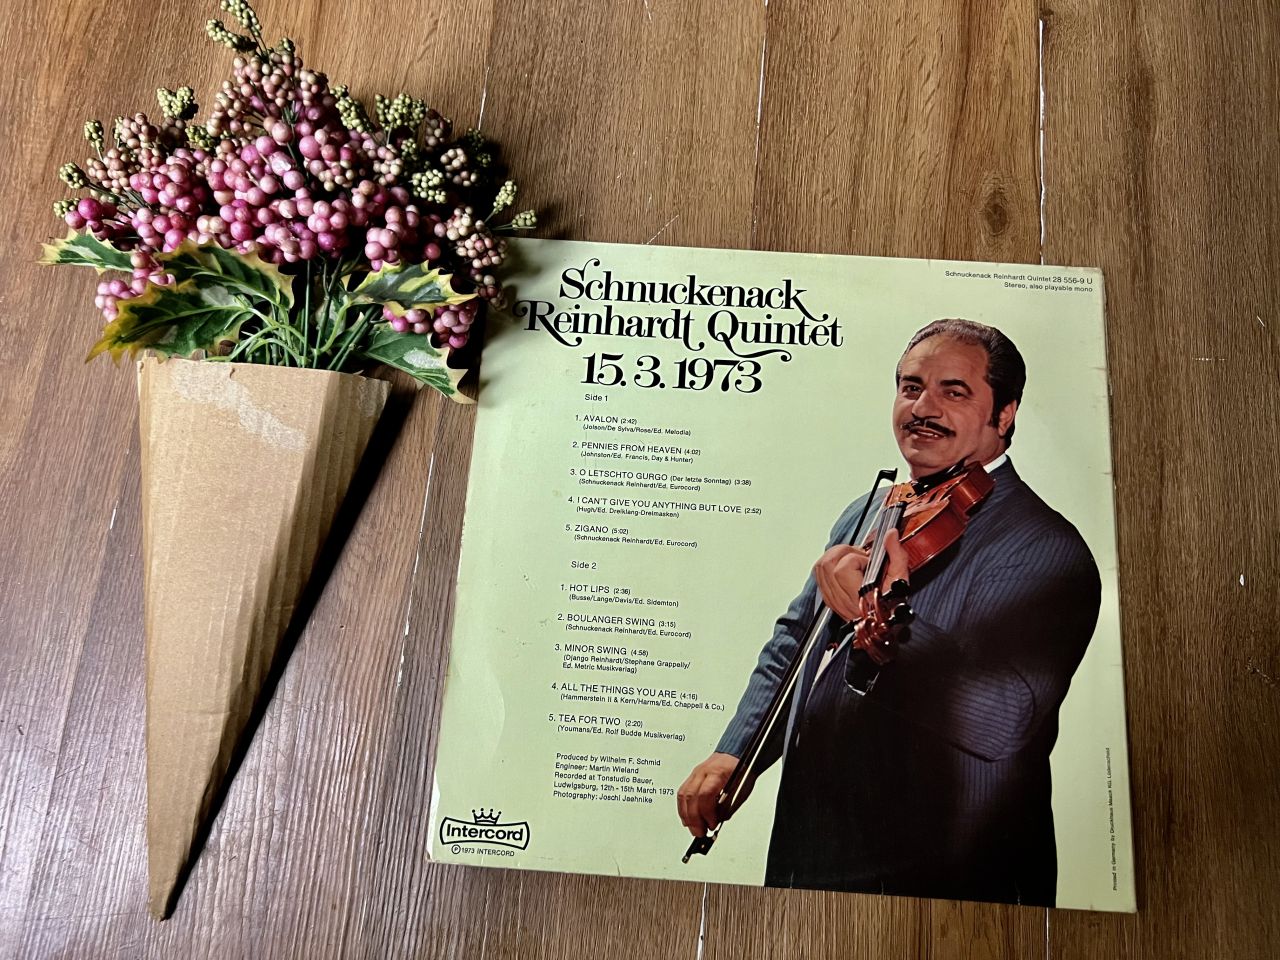 Schnuckenack Reinhardt Quintet 28 556-9 U
Stereo, also playable mono
Schnuckenack
Reinhardt Quintet
15. 3. 1973
Side 1
1. AVALON (2:42)
(Jolson/De Sylva/Rose/Ed. Melodia)
2. PENNIES FROM HEAVEN (4:02)
(Johnston/Ed. Francis, Day & Hunter)
3. O LETSCHTO GURGO (Der letzte Sonntag) (3:38)
(Schnuckenack Reinhardt/Ed. Eurocord)
4. I CAN'T GIVE YOU ANYTHING BUT LOVE (2:52)
(Hugh/Ed. Dreiklang-Dreimasken)
5. ZIGANO (5:02)
(Schnuckenack Reinhardt/Ed. Eurocord)
Side 2
1. HOT LIPS (2:36)
(Busse/Lange/Davis/Ed. Sidemton)
2. BOULANGER SWING (3:15)
(Schnuckenack Reinhardt/Ed. Eurocord)
3. MINOR SWING (4:58)
(Django Reinhardt/Stephane Grappelly/
Ed. Metric Musikverlag)
4. ALL THE THINGS YOU ARE (4:16)
(Hammerstein II & Kern/Harms/Ed. Chappell & Co.)
5. TEA FOR TWO (2:20)
(Youmans/Ed. Rolf Budde Musikverlag)
Produced by Wilhelm F. Schmid
Engineer: Martin Wieland
Recorded at Tonstudio Bauer,
Ludwigsburg, 12th - 15th March 1973
Photography: Joschi Jaehnike
Intercord
℗ 1973 INTERCORD
Printed in Germany by Druckhaus Maack KG, Lüdenscheid